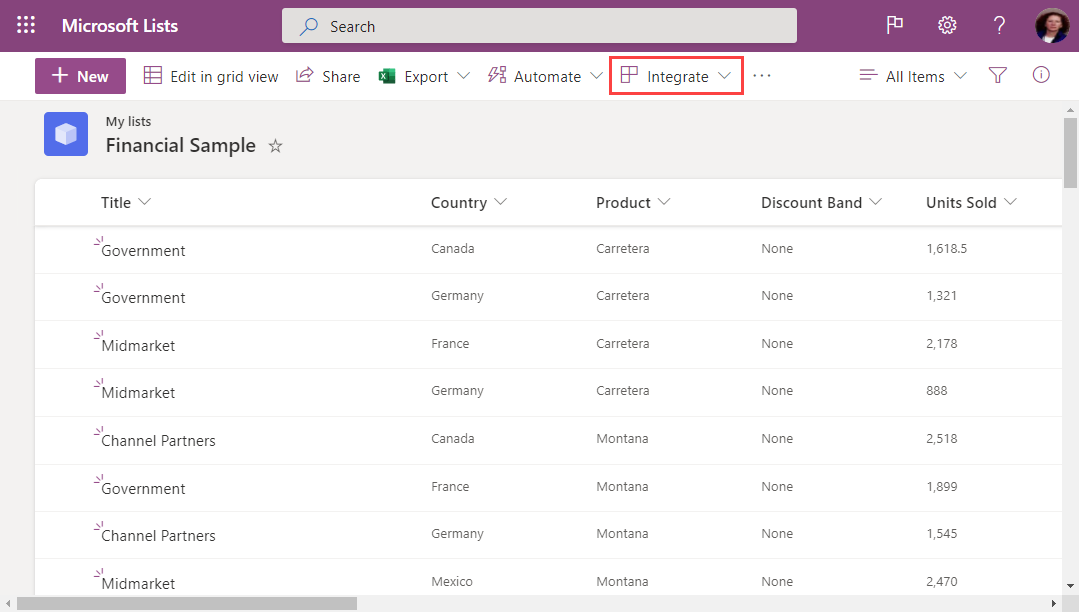 Microsoft Lists Search ?
+ New Edit in grid view Share Export Automate Integrate ··· All Items
My lists
Financial Sample
Title Country Product Discount Band Units Sold
Government Canada Carretera None 1,618.5
Government Germany Carretera None 1,321
Midmarket France Carretera None 2,178
Midmarket Germany Carretera None 888
Channel Partners Canada Montana None 2,518
Government France Montana None 1,899
Channel Partners Germany Montana None 1,545
Midmarket Mexico Montana None 2,470